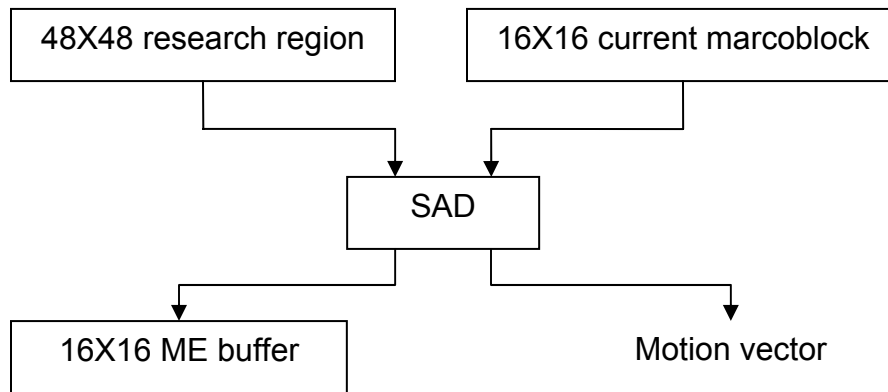 48X48 research region
16X16 current marcoblock
SAD
16X16 ME buffer
Motion vector